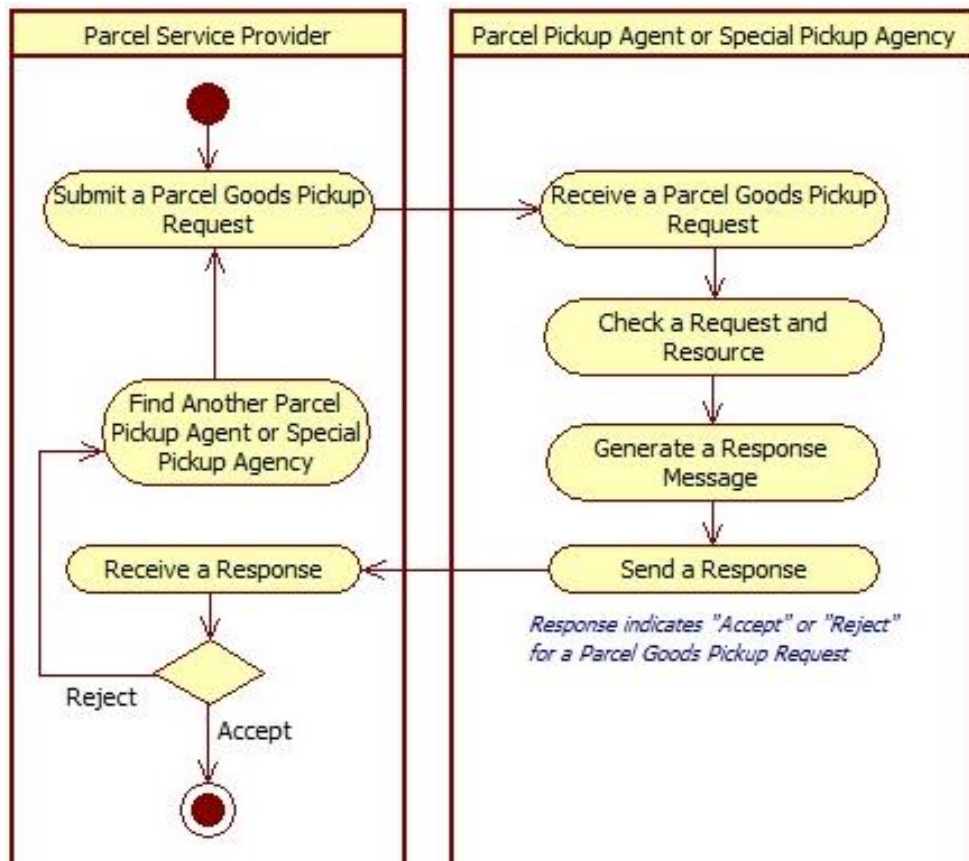 Parcel Service Provider
Parcel Pickup Agent or Special Pickup Agency
Submit a Parcel Goods Pickup
Request
Receive a Parcel Goods Pickup
Request
Check a Request and
Resource
Find Another Parcel
Pickup Agent or Special
Pickup Agency
Generate a Response
Message
Receive a Response
Send a Response
Response indicates "Accept" or "Reject"
for a Parcel Goods Pickup Request
Reject
Accept